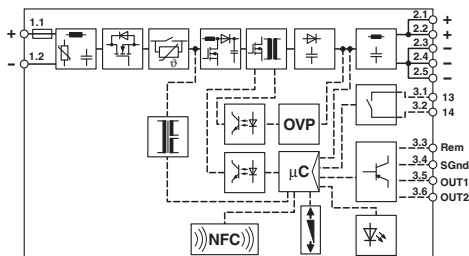 + 1.1
− 1.2
ϑ
2.1 +
2.2 +
2.3 −
2.4 −
2.5 −
OVP
μC
NFC
3.1 13
3.2 14
3.3 Rem
3.4 SGnd
3.5 OUT1
3.6 OUT2